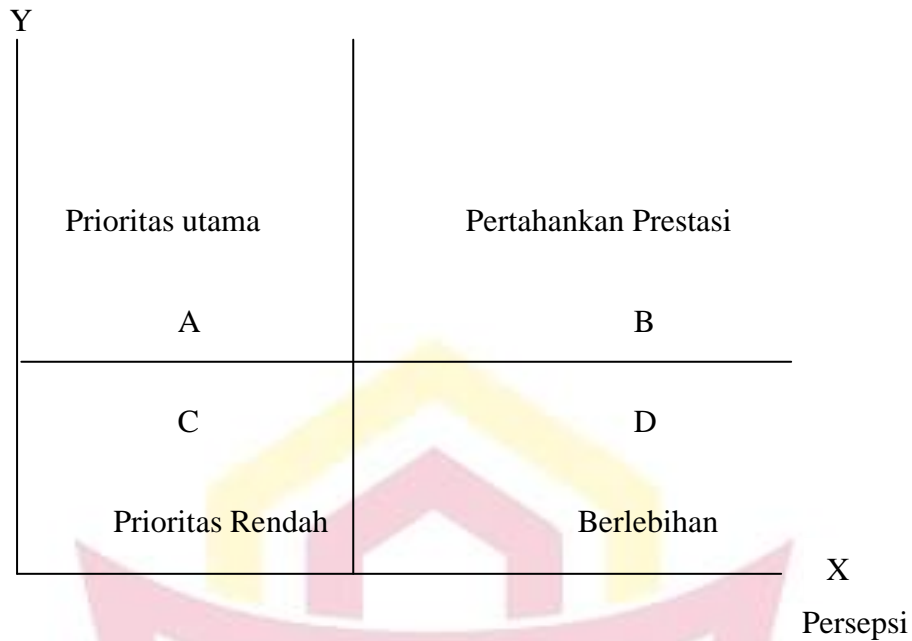 Y
Prioritas utama
Pertahankan Prestasi
A
B
C
D
Prioritas Rendah
Berlebihan
X
Persepsi